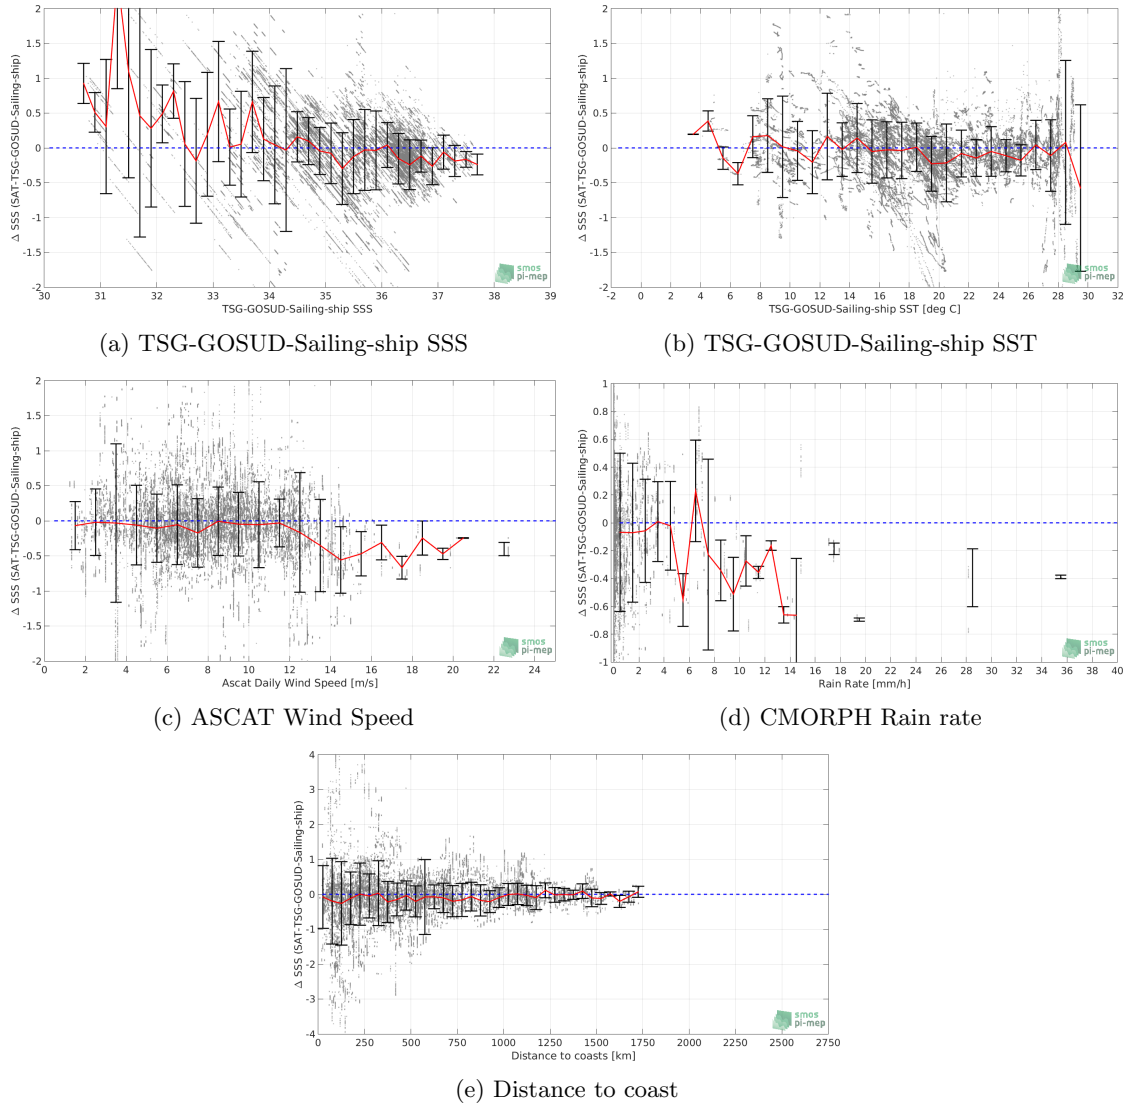 2
1.5
1
0.5
0
-0.5
-1
-1.5
-2
Δ SSS (SAT-TSG-GOSUD-Sailing-ship)
30 31 32 33 34 35 36 37 38 39
TSG-GOSUD-Sailing-ship SSS
smos
pi-mep
(a) TSG-GOSUD-Sailing-ship SSS
2
1.5
1
0.5
0
-0.5
-1
-1.5
-2
Δ SSS (SAT-TSG-GOSUD-Sailing-ship)
-2 0 2 4 6 8 10 12 14 16 18 20 22 24 26 28 30 32
TSG-GOSUD-Sailing-ship SST [deg C]
smos
pi-mep
(b) TSG-GOSUD-Sailing-ship SST
2
1.5
1
0.5
0
-0.5
-1
-1.5
-2
Δ SSS (SAT-TSG-GOSUD-Sailing-ship)
2 4 6 8 10 12 14 16 18 20 22 24
Ascat Daily Wind Speed [m/s]
smos
pi-mep
(c) ASCAT Wind Speed
1
0.8
0.6
0.4
0.2
0
-0.2
-0.4
-0.6
-0.8
-1
Δ SSS (SAT-TSG-GOSUD-Sailing-ship)
0 2 4 6 8 10 12 14 16 18 20 22 24 26 28 30 32 34 36 38 40
Rain Rate [mm/h]
smos
pi-mep
(d) CMORPH Rain rate
4
3
2
1
0
-1
-2
-3
-4
Δ SSS (SAT-TSG-GOSUD-Sailing-ship)
0 250 500 750 1000 1250 1500 1750 2000 2250 2500 2750
Distance to coasts [km]
smos
pi-mep
(e) Distance to coast